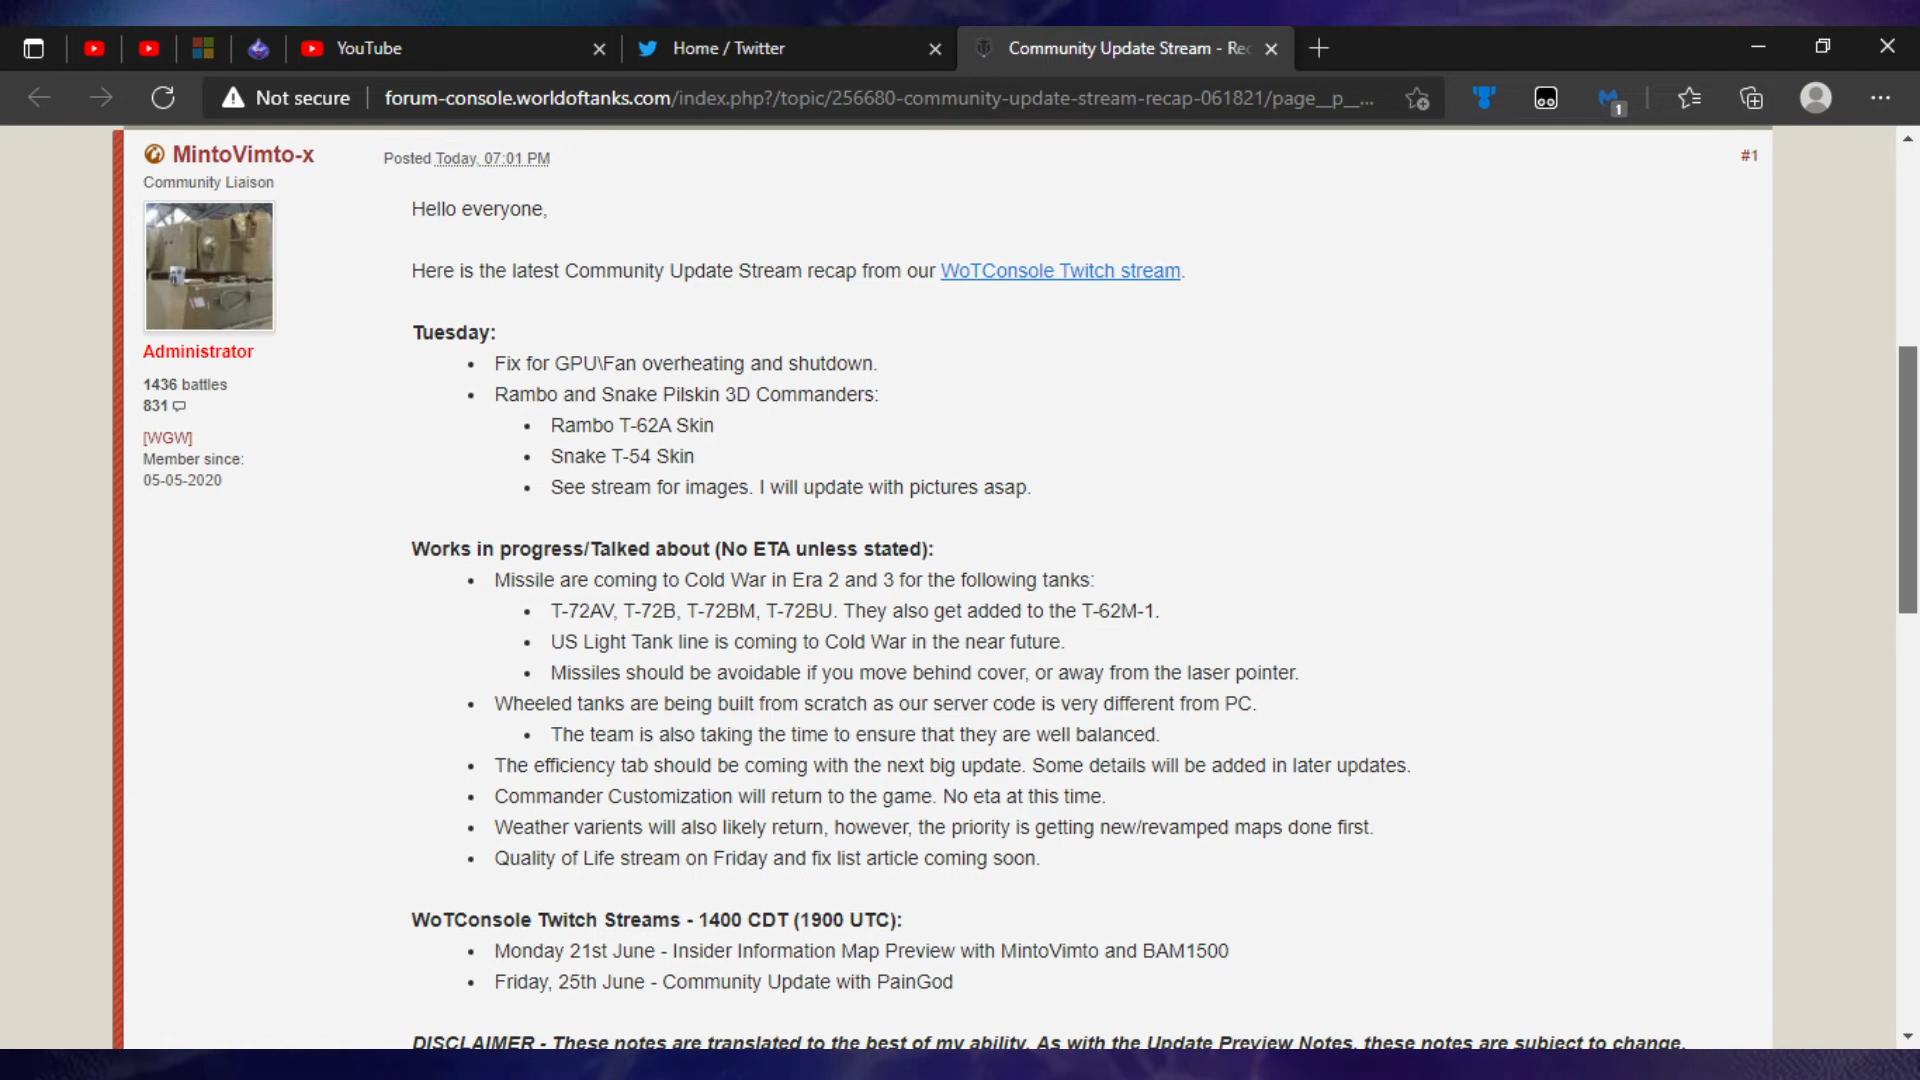 YouTube
Home / Twitter
Community Update Stream - Rec
Not secure
forum-console.worldoftanks.com/index.php?/topic/256680-community-update-stream-recap-061821/page__p__...
1
MintoVimto-x
Posted Today, 07:01 PM
#1
Community Liaison
Hello everyone,
Here is the latest Community Update Stream recap from our WoTConsole Twitch stream.
Administrator
1436 battles
831
[WGW]
Member since:
05-05-2020
Tuesday:
• Fix for GPU\Fan overheating and shutdown.
• Rambo and Snake Pilskin 3D Commanders:
• Rambo T-62A Skin
• Snake T-54 Skin
• See stream for images. I will update with pictures asap.
Works in progress/Talked about (No ETA unless stated):
• Missile are coming to Cold War in Era 2 and 3 for the following tanks:
• T-72AV, T-72B, T-72BM, T-72BU. They also get added to the T-62M-1.
• US Light Tank line is coming to Cold War in the near future.
• Missiles should be avoidable if you move behind cover, or away from the laser pointer.
• Wheeled tanks are being built from scratch as our server code is very different from PC.
• The team is also taking the time to ensure that they are well balanced.
• The efficiency tab should be coming with the next big update. Some details will be added in later updates.
• Commander Customization will return to the game. No eta at this time.
• Weather varients will also likely return, however, the priority is getting new/revamped maps done first.
• Quality of Life stream on Friday and fix list article coming soon.
WoTConsole Twitch Streams - 1400 CDT (1900 UTC):
• Monday 21st June - Insider Information Map Preview with MintoVimto and BAM1500
• Friday, 25th June - Community Update with PainGod
DISCLAIMER - These notes are translated to the best of my ability. As with the Update Preview Notes, these notes are subject to change.